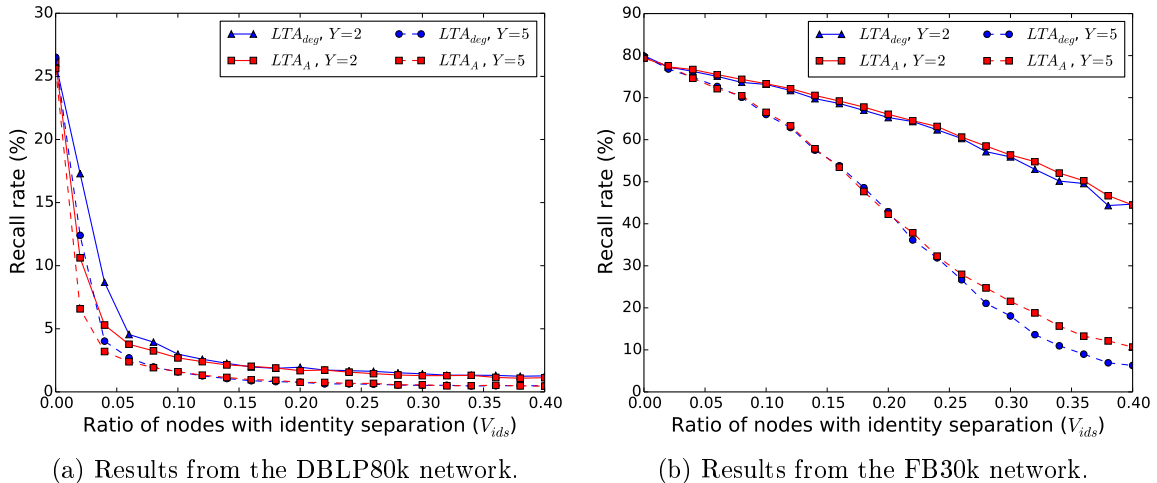 30
25
20
15
10
5
0
0.00 0.05 0.10 0.15 0.20 0.25 0.30 0.35 0.40
Recall rate (%)
Ratio of nodes with identity separation (V_ids)
LTA_deg, Y=2 LTA_deg, Y=5
LTA_A, Y=2 LTA_A, Y=5
(a) Results from the DBLP80k network.
90
80
70
60
50
40
30
20
10
0
0.00 0.05 0.10 0.15 0.20 0.25 0.30 0.35 0.40
Recall rate (%)
Ratio of nodes with identity separation (V_ids)
LTA_deg, Y=2 LTA_deg, Y=5
LTA_A, Y=2 LTA_A, Y=5
(b) Results from the FB30k network.